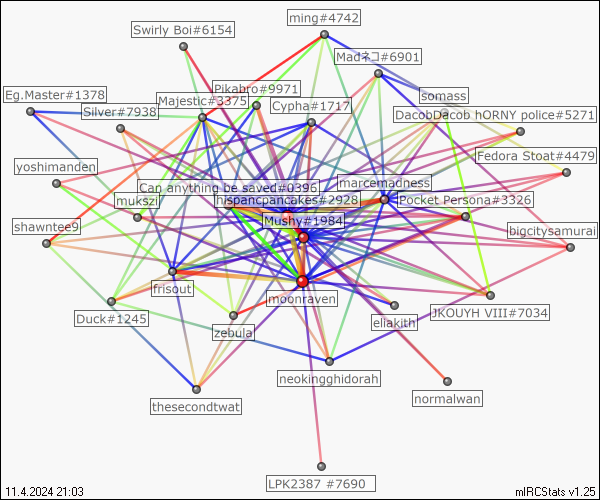 Swirly Boi#6154
ming#4742
Madネコ#6901
Eg.Master#1378
Pikabro#9971
somass
Silver#7938
Majestic#3375
Cypha#1717
DacobDacob hORNY police#5271
yoshimanden
Fedora Stoat#4479
Can anything be saved#0396
marcemadness
mukszi
hispancpancakes#2928
Pocket Persona#3326
Mushy#1984
shawntee9
bigcitysamurai
frisout
moonraven
Duck#1245
zebula
eliakith
JKOUYH VIII#7034
neokingghidorah
thesecondtwat
normalwan
LPK2387 #7690
11.4.2024 21:03
mIRCStats v1.25